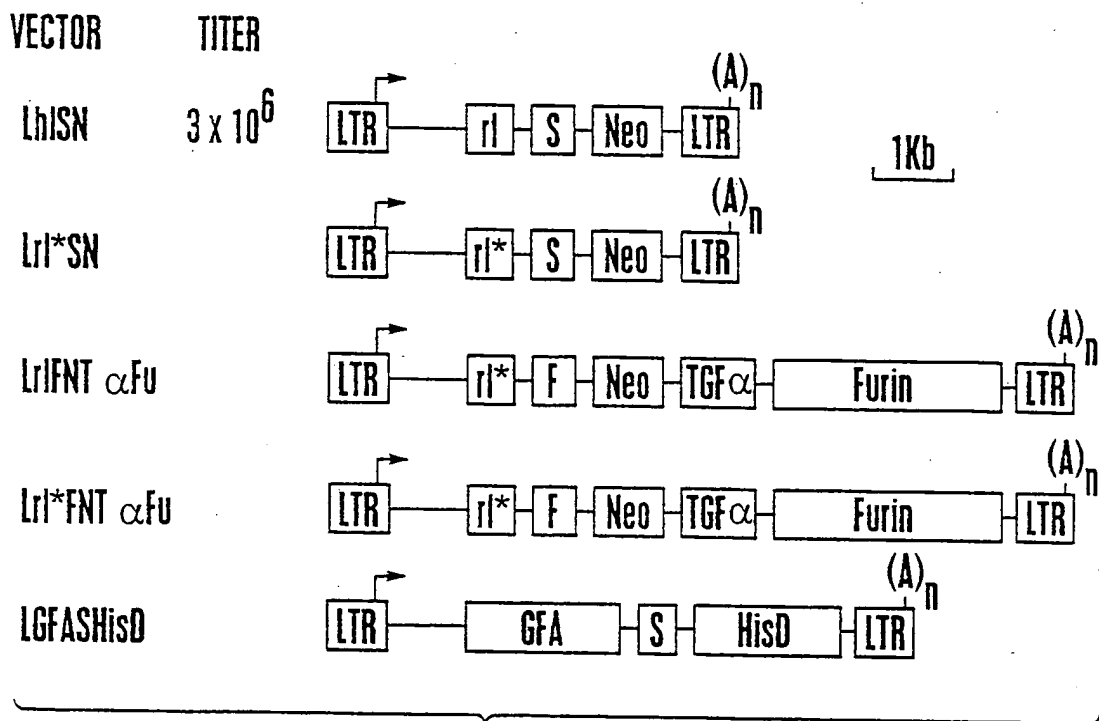 VECTOR TITER
LhISN 3 x 10^6 LTR rI S Neo LTR (A)n
1Kb
LrI*SN LTR rI* S Neo LTR (A)n
LrIFNT αFu LTR rI* F Neo TGFα Furin LTR (A)n
LrI*FNT αFu LTR rI* F Neo TGFα Furin LTR (A)n
LGFASHisD LTR GFA S HisD LTR (A)n